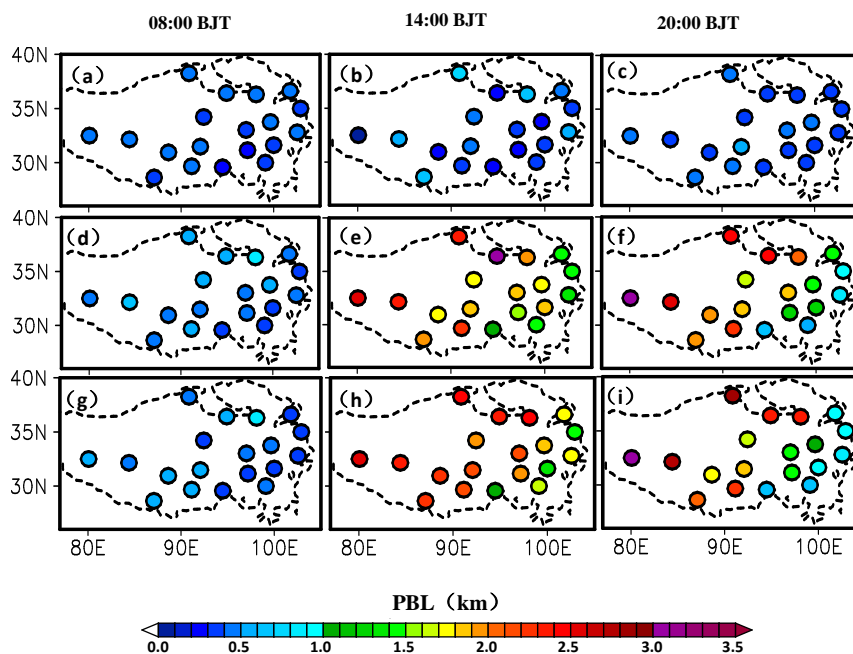 08:00 BJT 14:00 BJT 20:00 BJT
40N (a) (b) (c)
35N
30N
(d) (e) (f)
40N
35N
30N
(g) (h) (i)
40N
35N
30N
80E 90E 100E 80E 90E 100E 80E 90E 100E
PBL（km）
0.0 0.5 1.0 1.5 2.0 2.5 3.0 3.5